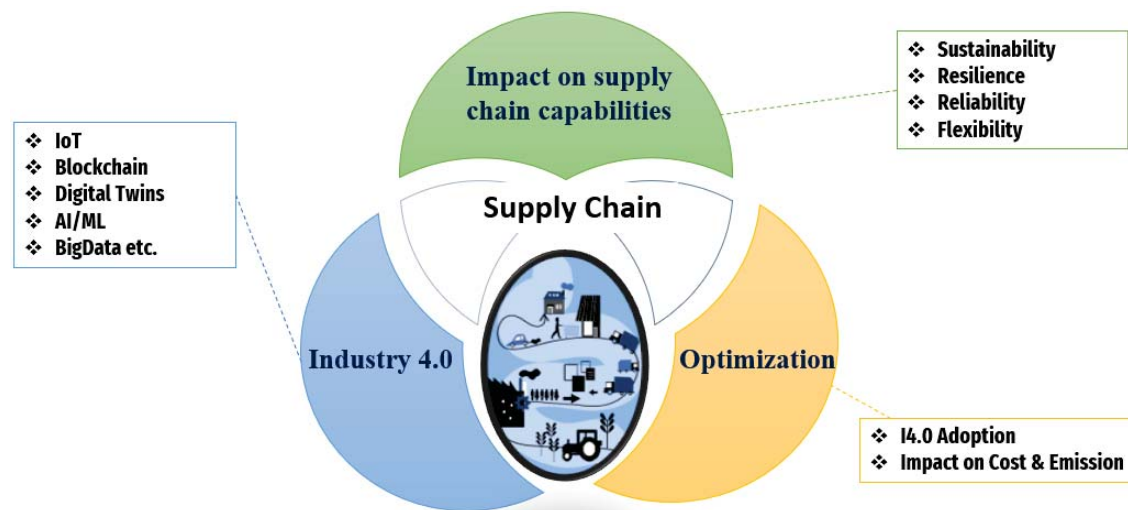 Impact on supply
chain capabilities
❖ Sustainability
❖ Resilience
❖ Reliability
❖ Flexibility
❖ IoT
❖ Blockchain
❖ Digital Twins
❖ AI/ML
❖ BigData etc.
Supply Chain
Industry 4.0
Optimization
❖ I4.0 Adoption
❖ Impact on Cost & Emission